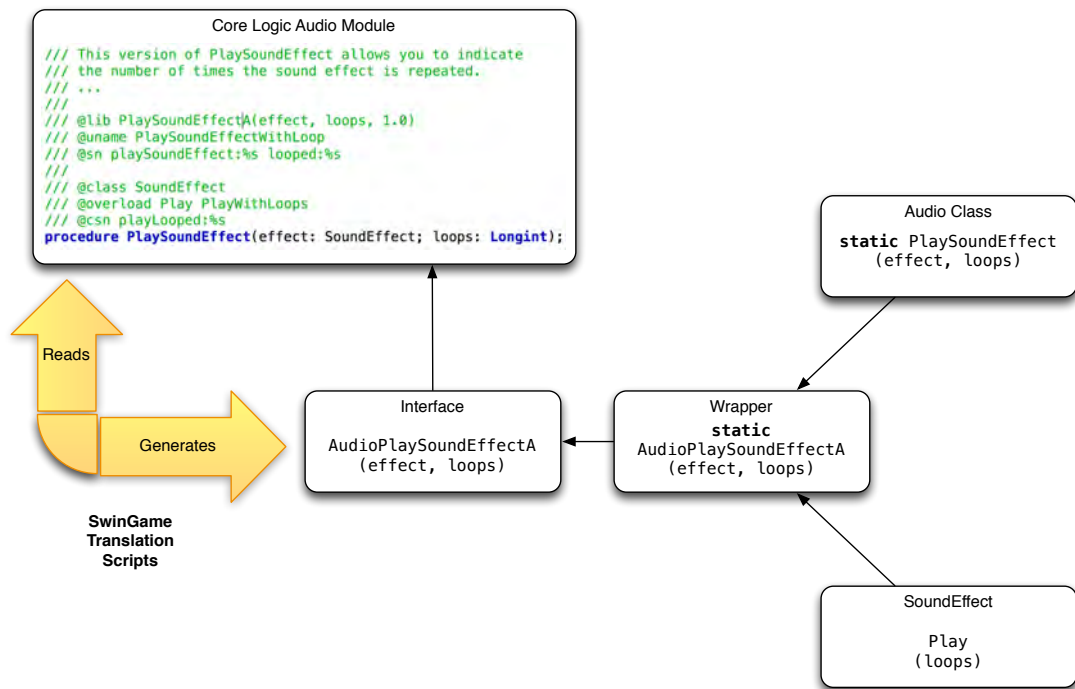 Core Logic Audio Module
/// This version of PlaySoundEffect allows you to indicate
/// the number of times the sound effect is repeated.
/// ...
///
/// @lib PlaySoundEffectA(effect, loops, 1.0)
/// @uname PlaySoundEffectWithLoop
/// @sn playSoundEffect:%s looped:%s
///
/// @class SoundEffect
/// @overload Play PlayWithLoops
/// @csn playLooped:%s
procedure PlaySoundEffect(effect: SoundEffect; loops: Longint);
Audio Class
static PlaySoundEffect
(effect, loops)
Reads
Generates
SwinGame
Translation
Scripts
Interface
AudioPlaySoundEffectA
(effect, loops)
Wrapper
static
AudioPlaySoundEffectA
(effect, loops)
SoundEffect
Play
(loops)